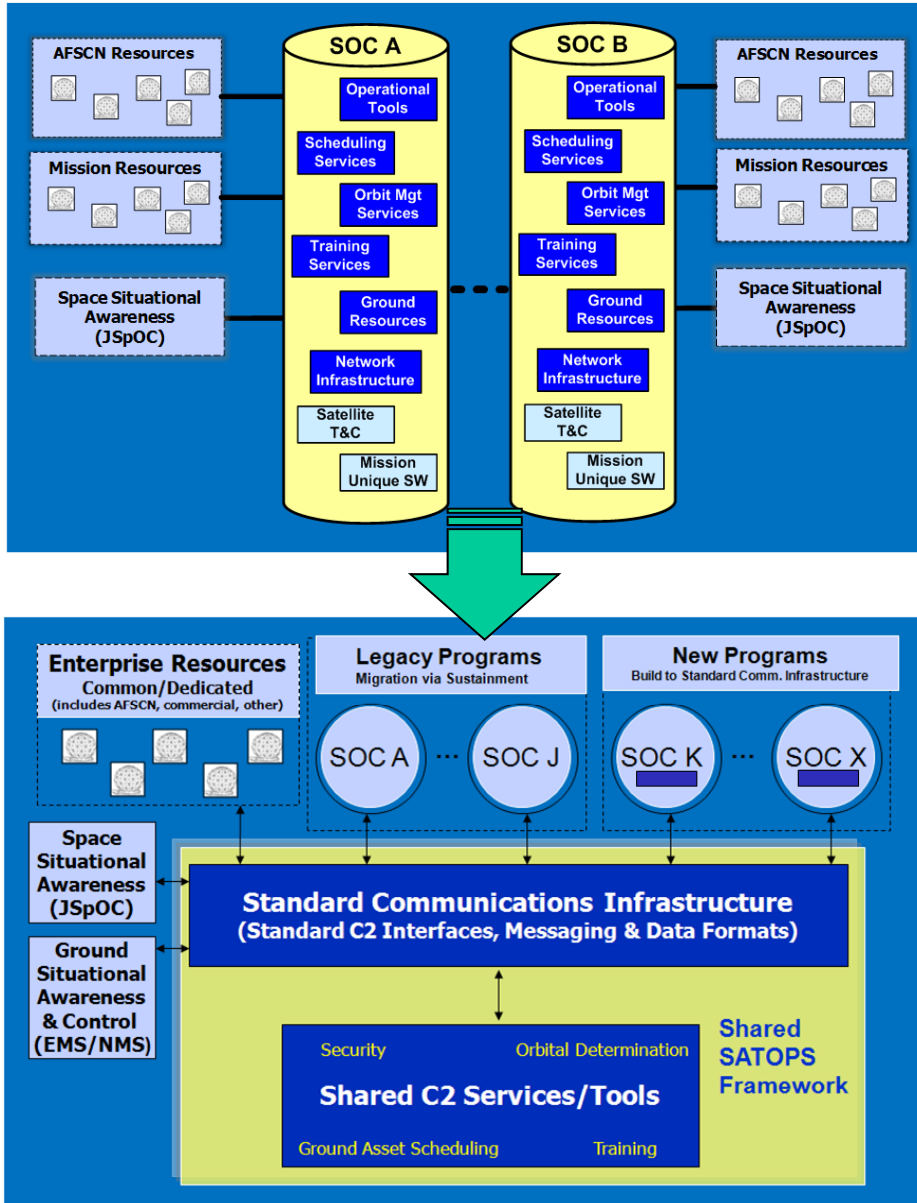 SOC A
SOC B
AFSCN Resources
Mission Resources
Space Situational
Awareness
(JSpOC)
Operational
Tools
Scheduling
Services
Orbit Mgt
Services
Training
Services
Ground
Resources
Network
Infrastructure
Satellite
T&C
Mission
Unique SW
Operational
Tools
Scheduling
Services
Orbit Mgt
Services
Training
Services
Ground
Resources
Network
Infrastructure
Satellite
T&C
Mission
Unique SW
AFSCN Resources
Mission Resources
Space Situational
Awareness
(JSpOC)
Enterprise Resources
Common/Dedicated
(includes AFSCN, commercial, other)
Legacy Programs
Migration via Sustainment
SOC A
...
SOC J
New Programs
Build to Standard Comm. Infrastructure
SOC K
...
SOC X
Space
Situational
Awareness
(JSpOC)
Ground
Situational
Awareness
& Control
(EMS/NMS)
Standard Communications Infrastructure
(Standard C2 Interfaces, Messaging & Data Formats)
Security
Orbital Determination
Shared C2 Services/Tools
Ground Asset Scheduling
Training
Shared
SATOPS
Framework